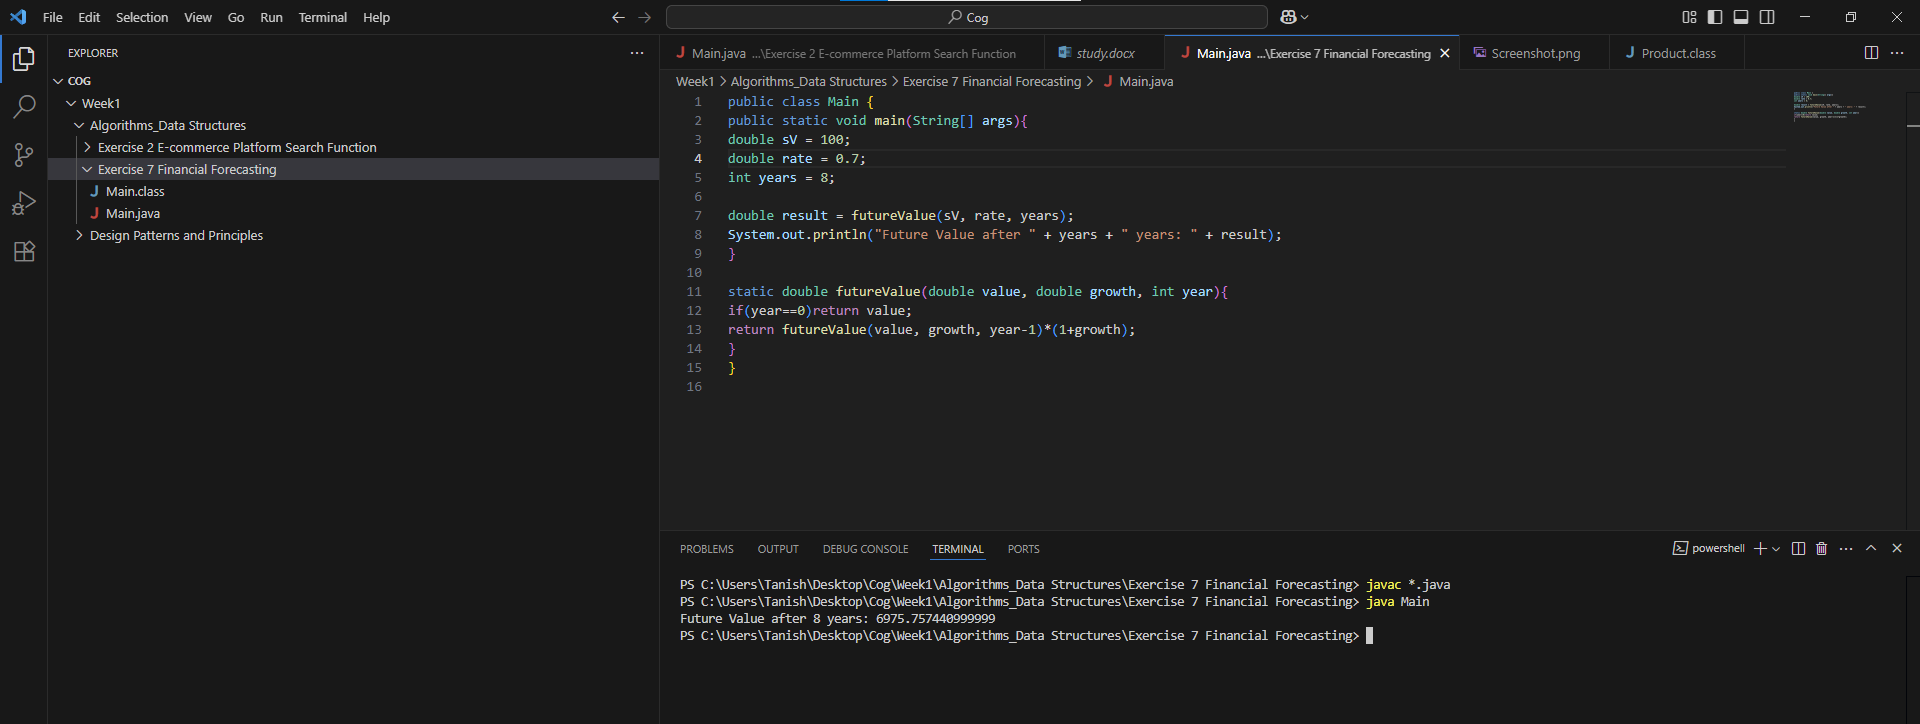 File Edit Selection View Go Run Terminal Help
Cog
EXPLORER
COG
Week1
Algorithms_Data Structures
Exercise 2 E-commerce Platform Search Function
Exercise 7 Financial Forecasting
Main.class
Main.java
Design Patterns and Principles
Main.java ...\Exercise 2 E-commerce Platform Search Function study.docx Main.java ...\Exercise 7 Financial Forecasting Screenshot.png Product.class
Week1 > Algorithms_Data Structures > Exercise 7 Financial Forecasting > Main.java
1 public class Main {
2 public static void main(String[] args){
3 double sV = 100;
4 double rate = 0.7;
5 int years = 8;
6
7 double result = futureValue(sV, rate, years);
8 System.out.println("Future Value after " + years + " years: " + result);
9 }
10
11 static double futureValue(double value, double growth, int year){
12 if(year==0)return value;
13 return futureValue(value, growth, year-1)*(1+growth);
14 }
15 }
16
PROBLEMS OUTPUT DEBUG CONSOLE TERMINAL PORTS
powershell
PS C:\Users\Tanish\Desktop\Cog\Week1\Algorithms_Data Structures\Exercise 7 Financial Forecasting> javac *.java
PS C:\Users\Tanish\Desktop\Cog\Week1\Algorithms_Data Structures\Exercise 7 Financial Forecasting> java Main
Future Value after 8 years: 6975.757440999999
PS C:\Users\Tanish\Desktop\Cog\Week1\Algorithms_Data Structures\Exercise 7 Financial Forecasting>